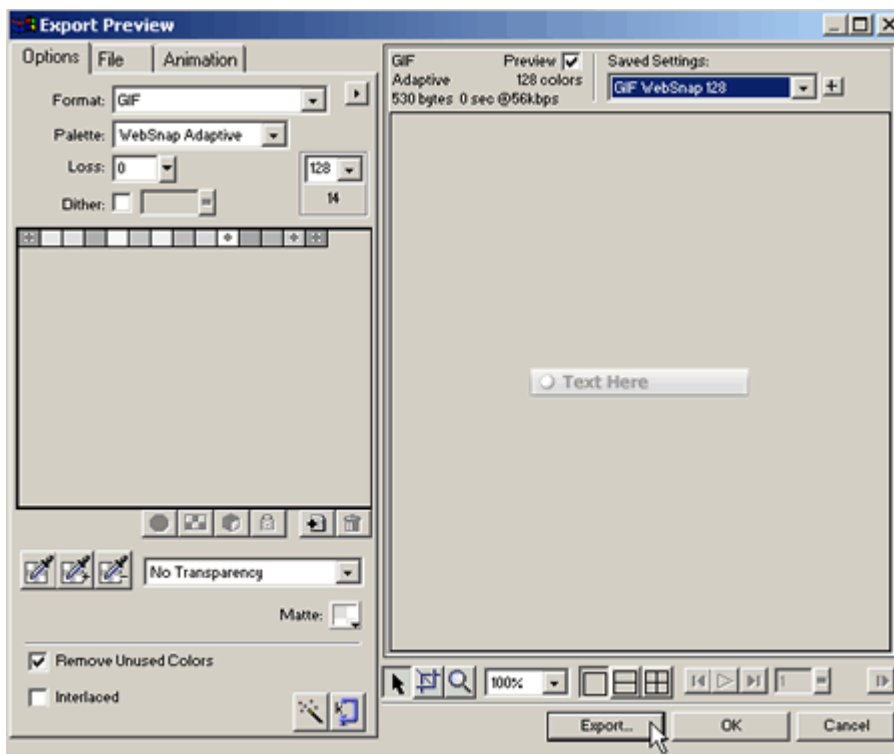 Export Preview
Options File Animation
Format: GIF
Palette: WebSnap Adaptive
Loss: 0
128
Dither:
14
No Transparency
Matte:
Remove Unused Colors
Interlaced
GIF Preview
Adaptive 128 colors
530 bytes 0 sec @56kbps
Saved Settings:
GIF WebSnap 128
Text Here
100%
1
Export... OK Cancel